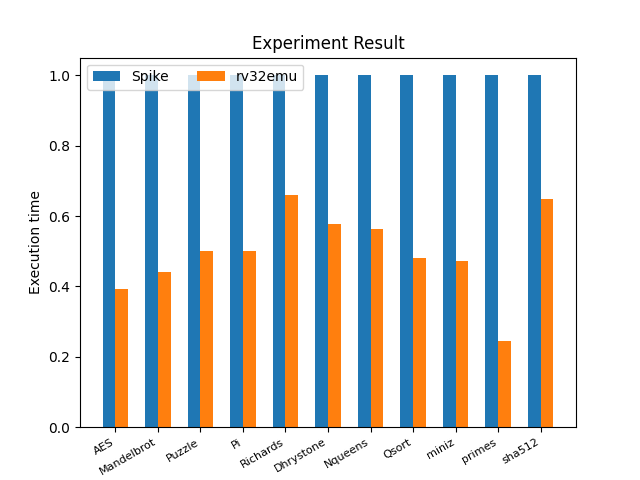 Experiment Result
Spike rv32emu
Execution time
1.0
0.8
0.6
0.4
0.2
0.0
AES Mandelbrot Puzzle Pi Richards Dhrystone Nqueens Qsort miniz primes sha512